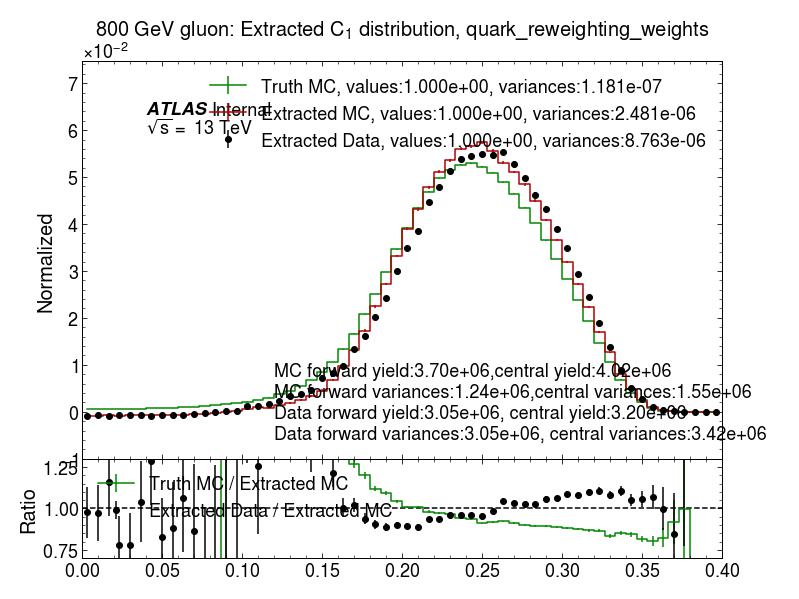 800 GeV gluon: Extracted C₁ distribution, quark_reweighting_weights
×10⁻²
Truth MC, values:1.000e+00, variances:1.181e-07
ATLAS Internal
Extracted MC, values:1.000e+00, variances:2.481e-06
√s = 13 TeV
Extracted Data, values:1.000e+00, variances:8.763e-06
7
6
5
4
3
2
1
0
1
Normalized
MC forward yield:3.70e+06,central yield:4.02e+06
MC forward variances:1.24e+06,central variances:1.55e+06
Data forward yield:3.05e+06, central yield:3.20e+06
Data forward variances:3.05e+06, central variances:3.42e+06
1.25
1.00
0.75
Ratio
Truth MC / Extracted MC
Extracted Data / Extracted MC
0.00 0.05 0.10 0.15 0.20 0.25 0.30 0.35 0.40